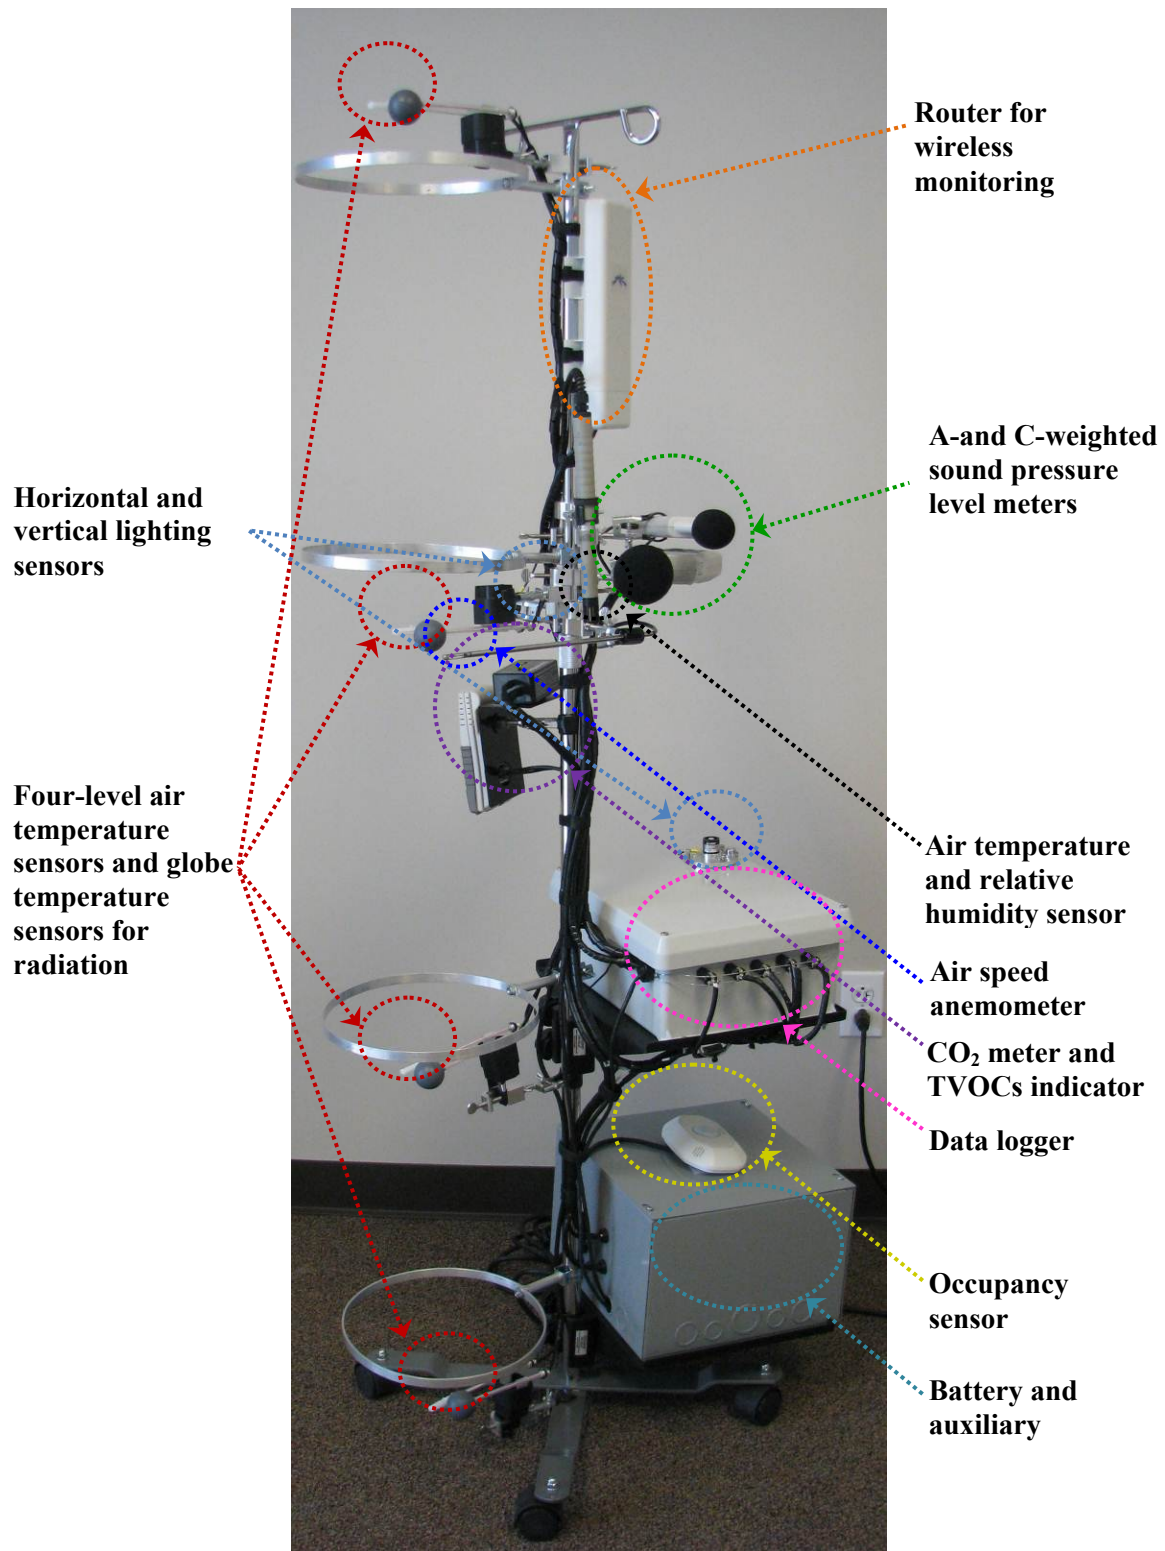 Router for
wireless
monitoring
A-and C-weighted
sound pressure
level meters
Horizontal and
vertical lighting
sensors
Four-level air
temperature
sensors and globe
temperature
sensors for
radiation
Air temperature
and relative
humidity sensor
Air speed
anemometer
CO₂ meter and
TVOCs indicator
Data logger
Occupancy
sensor
Battery and
auxiliary